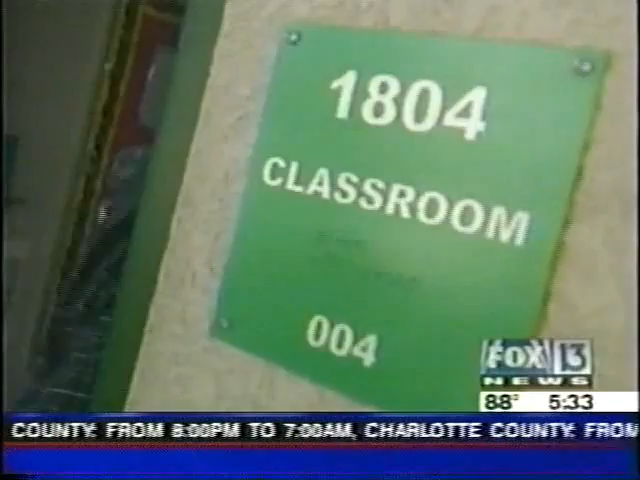 1804
CLASSROOM
004
FOX 13
NEWS
88° 5:33
COUNTY: FROM 8:00PM TO 7:00AM, CHARLOTTE COUNTY: FROM